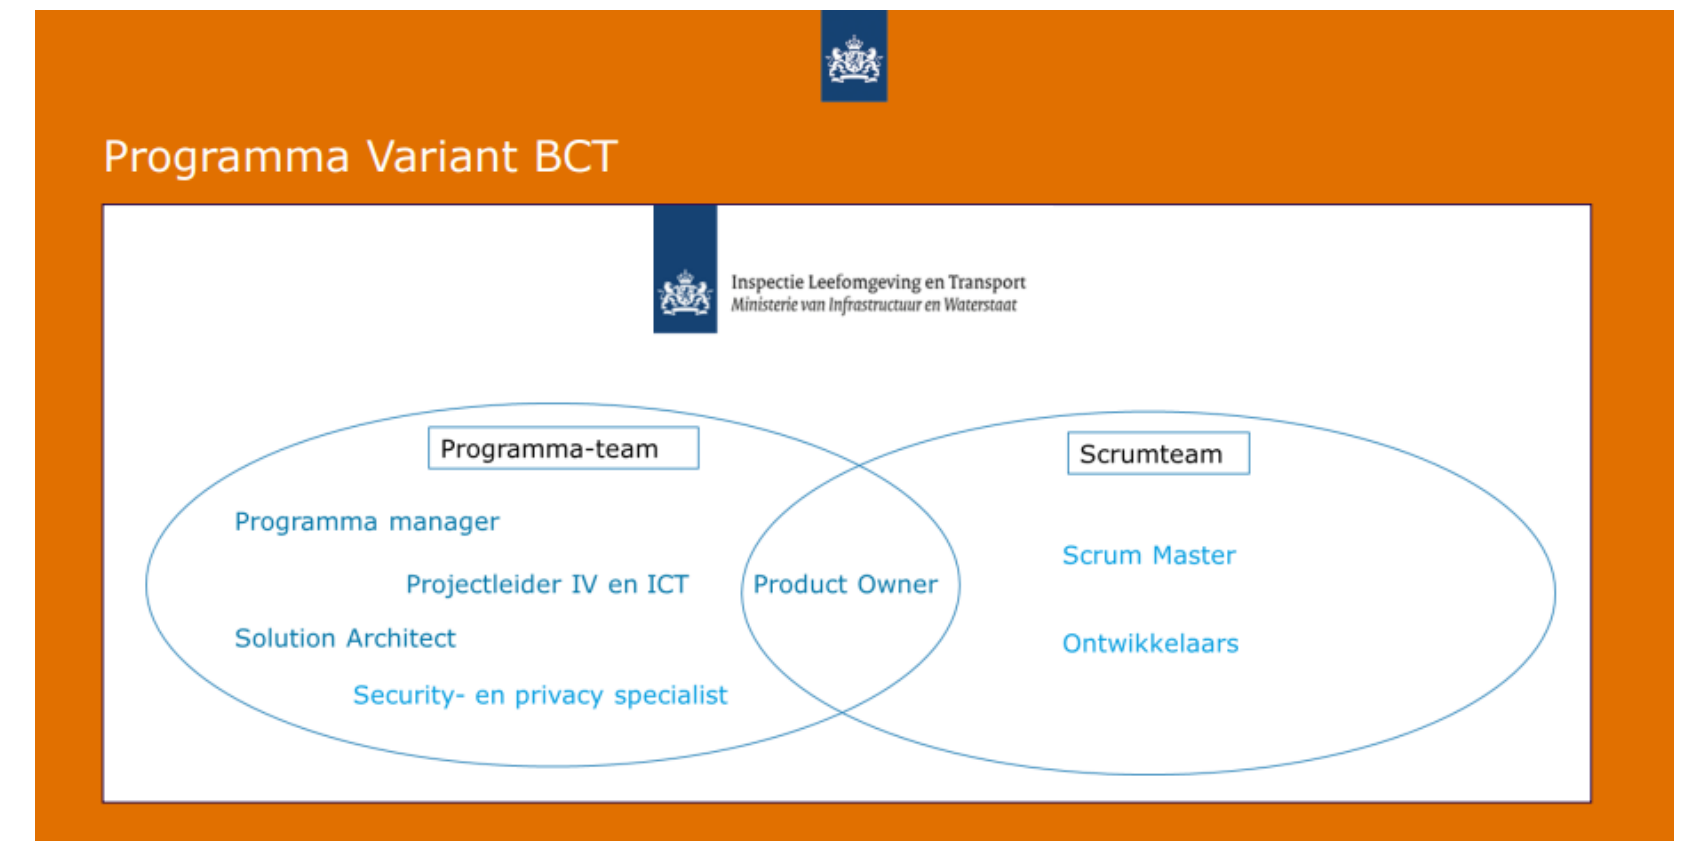 Programma Variant BCT
Inspectie Leefomgeving en Transport
Ministerie van Infrastructuur en Waterstaat
Programma-team
Scrumteam
Programma manager
Scrum Master
Projectleider IV en ICT
Product Owner
Solution Architect
Ontwikkelaars
Security- en privacy specialist